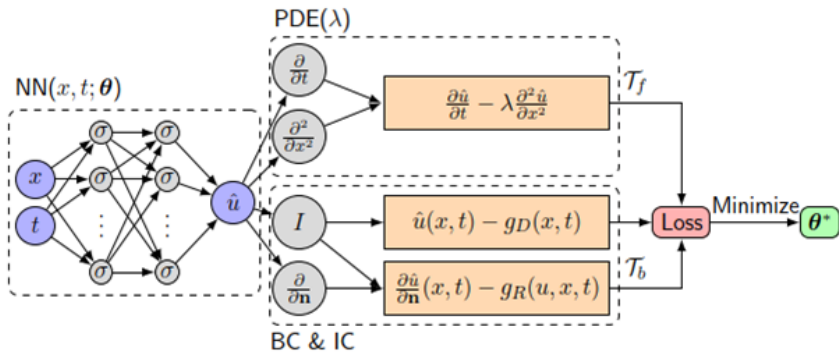 PDE(λ)
NN(x, t; θ)
x
t
σ σ
σ σ
⋮ ⋮
σ σ
û
∂/∂t
∂²/∂x²
∂û/∂t − λ ∂²û/∂x²
𝒯_f
I
û(x, t) − g_D(x, t)
∂/∂n
∂û/∂n(x, t) − g_R(u, x, t)
𝒯_b
Loss
Minimize
θ*
BC & IC